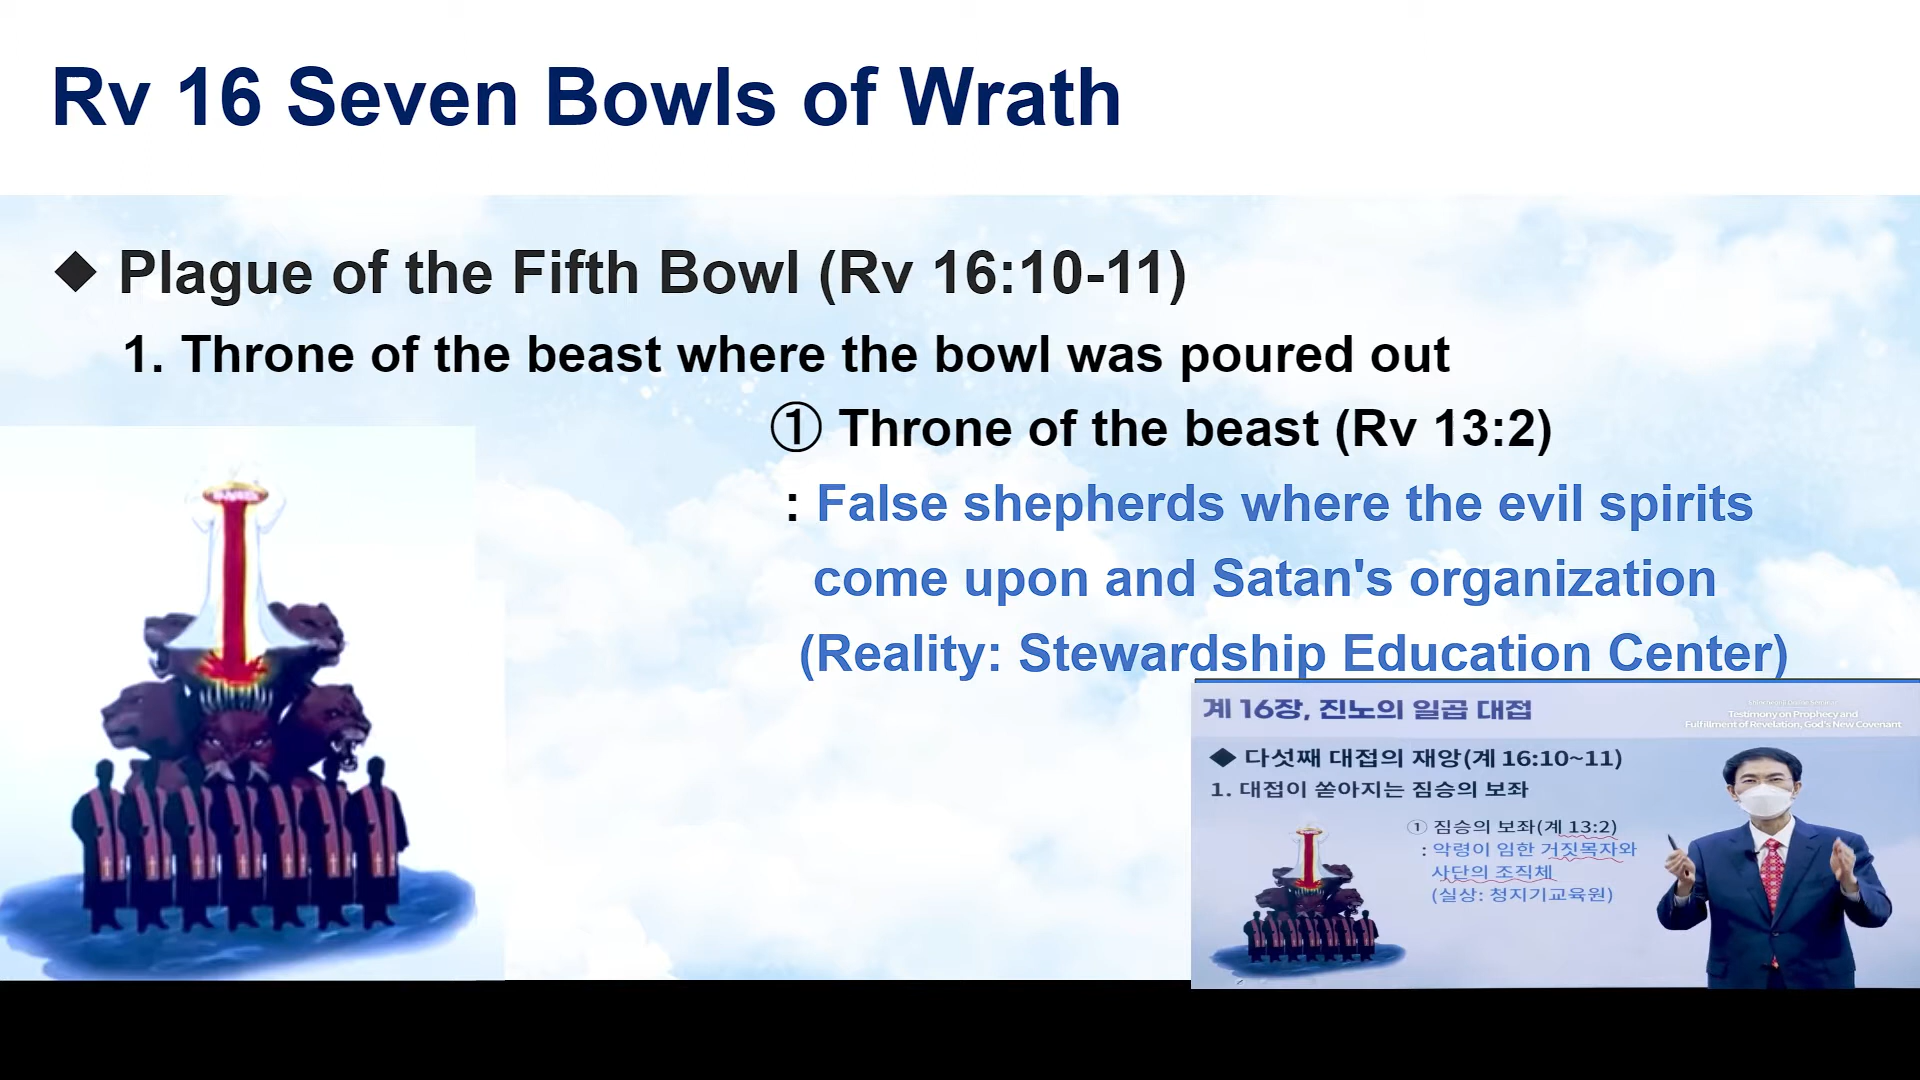 Rv 16 Seven Bowls of Wrath
◆ Plague of the Fifth Bowl (Rv 16:10-11)
1. Throne of the beast where the bowl was poured out
① Throne of the beast (Rv 13:2)
: False shepherds where the evil spirits
come upon and Satan's organization
(Reality: Stewardship Education Center)
계 16장, 진노의 일곱 대접
Testimony on Prophecy and
Fulfillment of Revelation, God's New Covenant
◆ 다섯째 대접의 재앙(계 16:10~11)
1. 대접이 쏟아지는 짐승의 보좌
① 짐승의 보좌(계 13:2)
: 악령이 임한 거짓목자와
사단의 조직체
(실상: 청지기교육원)